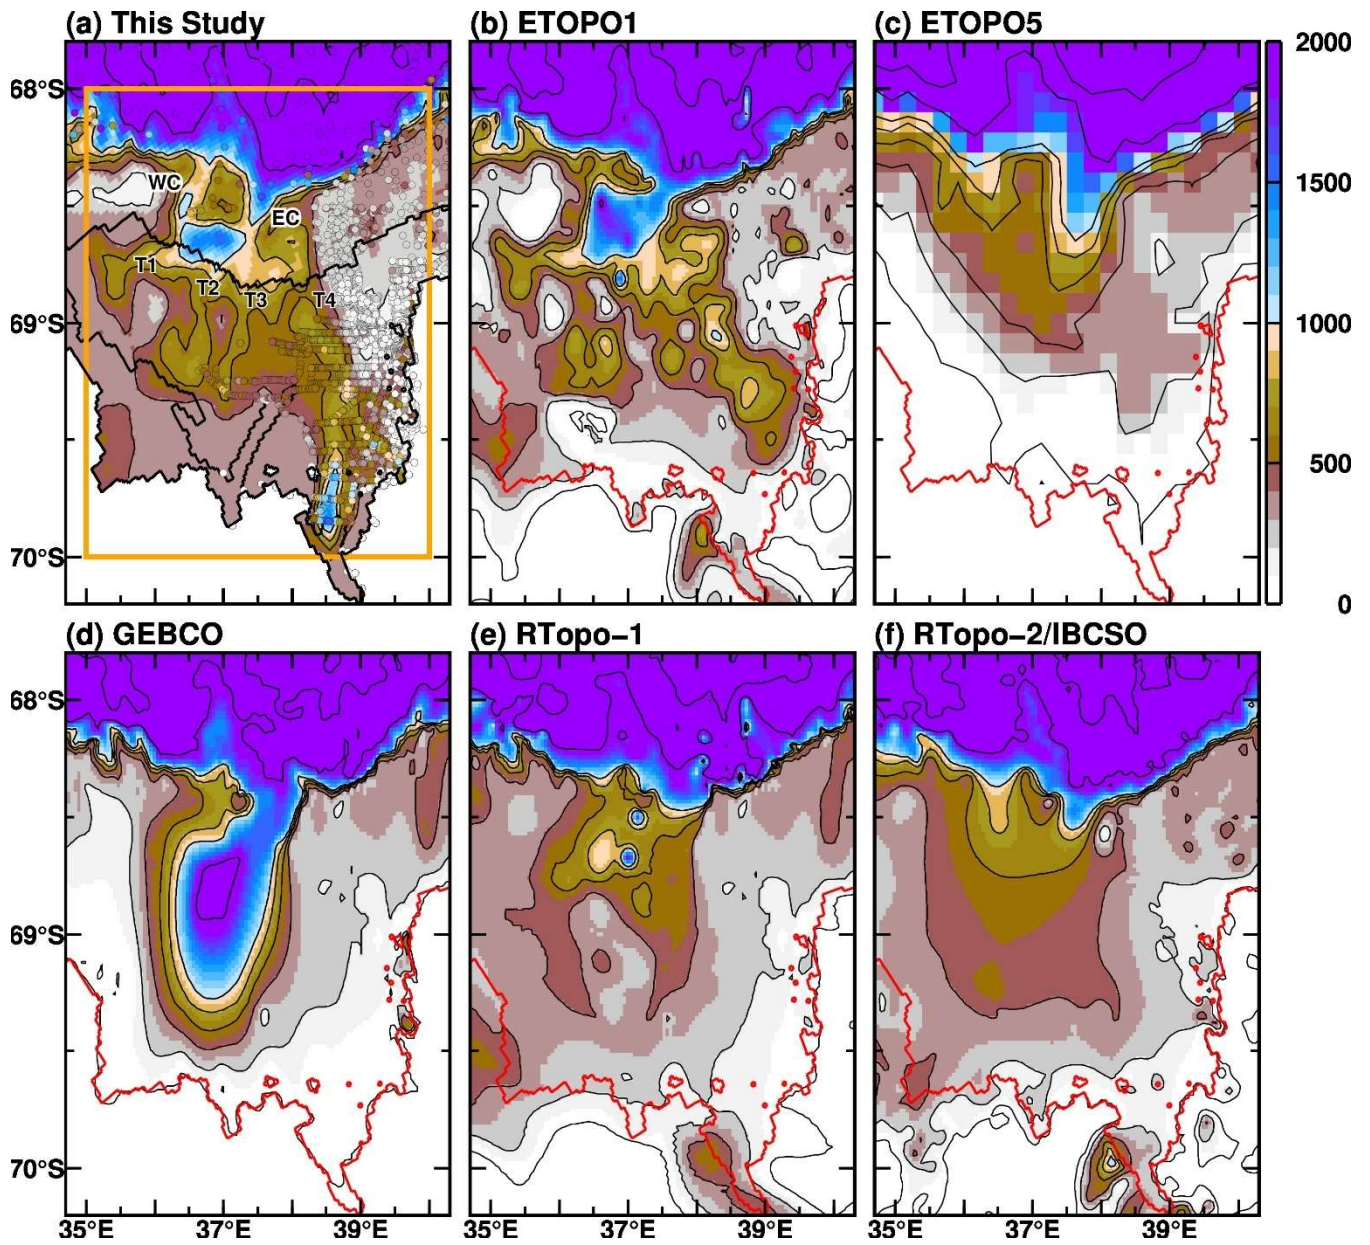 (a) This Study
(b) ETOPO1
(c) ETOPO5
2000
1500
1000
500
0
68°S
69°S
70°S
WC
EC
T1
T2
T3
T4
(d) GEBCO
(e) RTopo−1
(f) RTopo−2/IBCSO
68°S
69°S
70°S
35°E
37°E
39°E
35°E
37°E
39°E
35°E
37°E
39°E